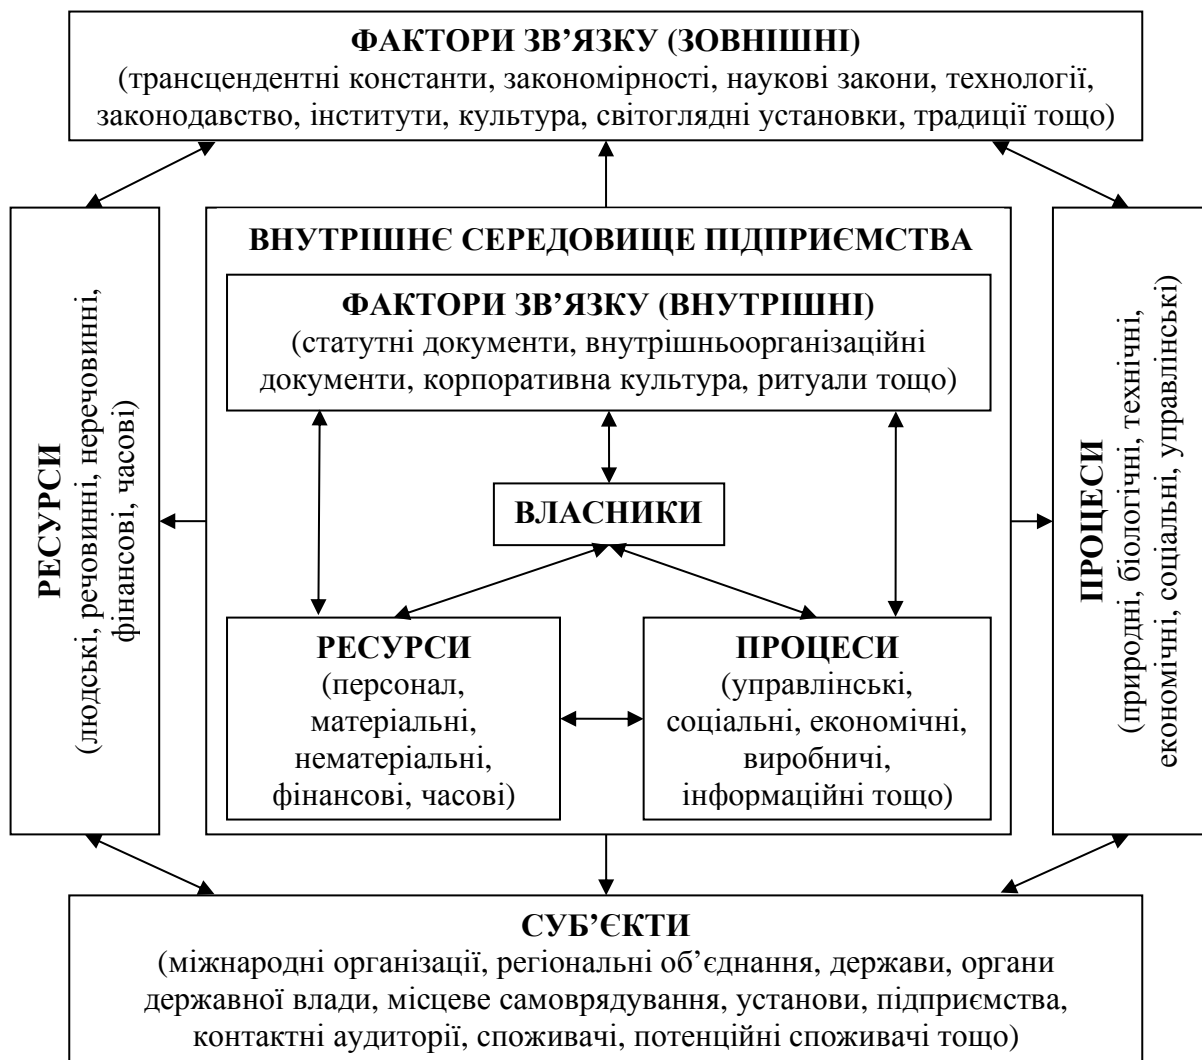 ФАКТОРИ ЗВ’ЯЗКУ (ЗОВНІШНІ)
(трансцендентні константи, закономірності, наукові закони, технології,
законодавство, інститути, культура, світоглядні установки, традиції тощо)
РЕСУРСИ
(людські, речовинні, неречовинні,
фінансові, часові)
ВНУТРІШНЄ СЕРЕДОВИЩЕ ПІДПРИЄМСТВА
ФАКТОРИ ЗВ’ЯЗКУ (ВНУТРІШНІ)
(статутні документи, внутрішньоорганізаційні
документи, корпоративна культура, ритуали тощо)
ВЛАСНИКИ
РЕСУРСИ
(персонал,
матеріальні,
нематеріальні,
фінансові, часові)
ПРОЦЕСИ
(управлінські,
соціальні, економічні,
виробничі,
інформаційні тощо)
ПРОЦЕСИ
(природні, біологічні, технічні,
економічні, соціальні, управлінські)
СУБ’ЄКТИ
(міжнародні організації, регіональні об’єднання, держави, органи
державної влади, місцеве самоврядування, установи, підприємства,
контактні аудиторії, споживачі, потенційні споживачі тощо)